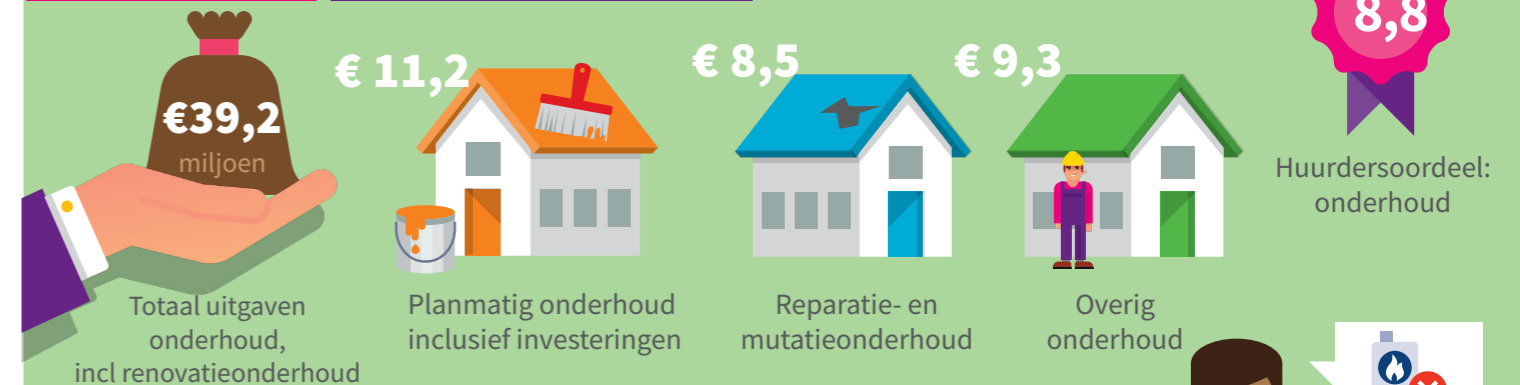 €39,2
miljoen
Totaal uitgaven
onderhoud,
incl renovatieonderhoud
€ 11,2
Planmatig onderhoud
inclusief investeringen
€ 8,5
Reparatie- en
mutatieonderhoud
€ 9,3
Overig
onderhoud
8,8
Huurdersoordeel:
onderhoud